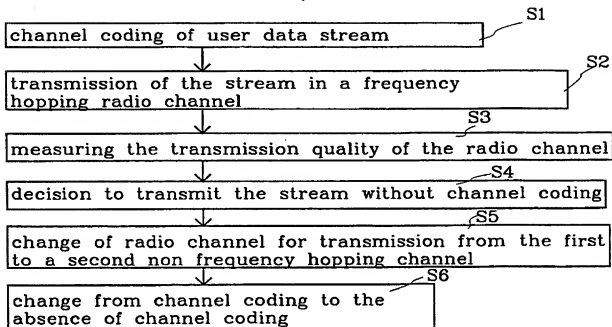 S1
channel coding of user data stream
S2
transmission of the stream in a frequency
hopping radio channel
S3
measuring the transmission quality of the radio channel
S4
decision to transmit the stream without channel coding
S5
change of radio channel for transmission from the first
to a second non frequency hopping channel
S6
change from channel coding to the
absence of channel coding